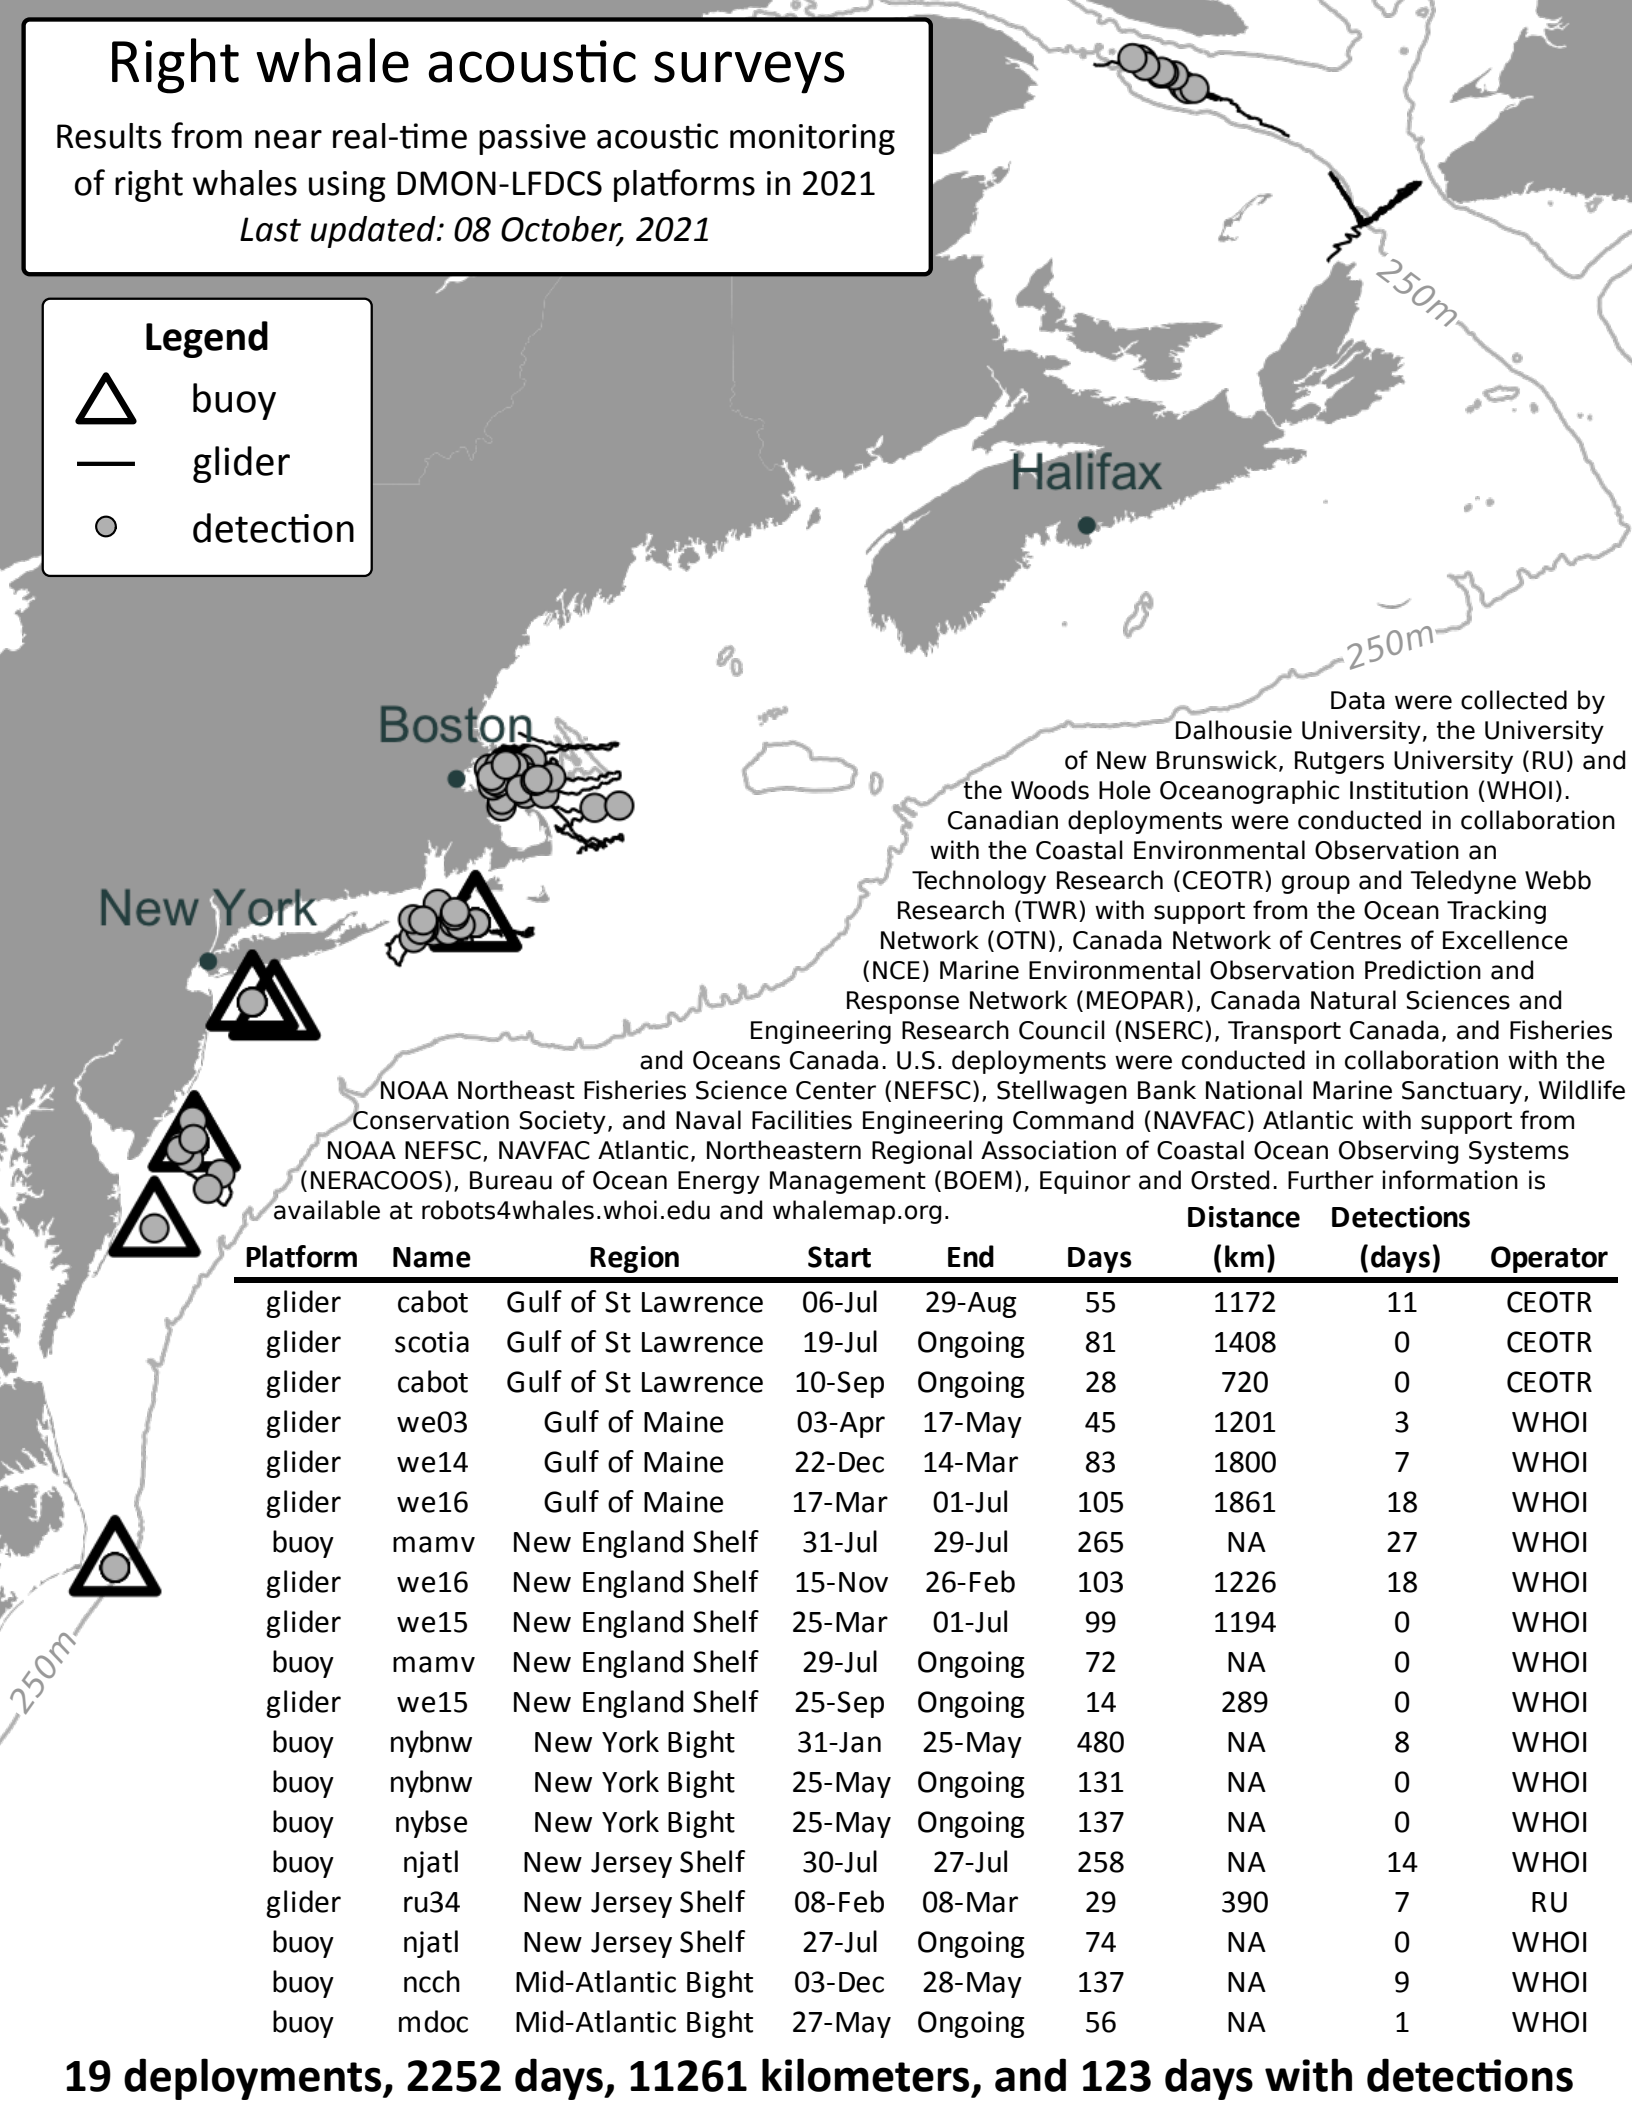 Right whale acoustic surveys
Results from near real-time passive acoustic monitoring
of right whales using DMON-LFDCS platforms in 2021
Last updated: 08 October, 2021
Legend
buoy
glider
detection
250m
Halifax
250m
Boston
New York
250m
Data were collected by
Dalhousie University, the University
of New Brunswick, Rutgers University (RU) and
the Woods Hole Oceanographic Institution (WHOI).
Canadian deployments were conducted in collaboration
with the Coastal Environmental Observation an
Technology Research (CEOTR) group and Teledyne Webb
Research (TWR) with support from the Ocean Tracking
Network (OTN), Canada Network of Centres of Excellence
(NCE) Marine Environmental Observation Prediction and
Response Network (MEOPAR), Canada Natural Sciences and
Engineering Research Council (NSERC), Transport Canada, and Fisheries
and Oceans Canada. U.S. deployments were conducted in collaboration with the
NOAA Northeast Fisheries Science Center (NEFSC), Stellwagen Bank National Marine Sanctuary, Wildlife
Conservation Society, and Naval Facilities Engineering Command (NAVFAC) Atlantic with support from
NOAA NEFSC, NAVFAC Atlantic, Northeastern Regional Association of Coastal Ocean Observing Systems
(NERACOOS), Bureau of Ocean Energy Management (BOEM), Equinor and Orsted. Further information is
available at robots4whales.whoi.edu and whalemap.org.
Distance Detections
Platform Name Region Start End Days (km) (days) Operator
glider cabot Gulf of St Lawrence 06-Jul 29-Aug 55 1172 11 CEOTR
glider scotia Gulf of St Lawrence 19-Jul Ongoing 81 1408 0 CEOTR
glider cabot Gulf of St Lawrence 10-Sep Ongoing 28 720 0 CEOTR
glider we03 Gulf of Maine 03-Apr 17-May 45 1201 3 WHOI
glider we14 Gulf of Maine 22-Dec 14-Mar 83 1800 7 WHOI
glider we16 Gulf of Maine 17-Mar 01-Jul 105 1861 18 WHOI
buoy mamv New England Shelf 31-Jul 29-Jul 265 NA 27 WHOI
glider we16 New England Shelf 15-Nov 26-Feb 103 1226 18 WHOI
glider we15 New England Shelf 25-Mar 01-Jul 99 1194 0 WHOI
buoy mamv New England Shelf 29-Jul Ongoing 72 NA 0 WHOI
glider we15 New England Shelf 25-Sep Ongoing 14 289 0 WHOI
buoy nybnw New York Bight 31-Jan 25-May 480 NA 8 WHOI
buoy nybnw New York Bight 25-May Ongoing 131 NA 0 WHOI
buoy nybse New York Bight 25-May Ongoing 137 NA 0 WHOI
buoy njatl New Jersey Shelf 30-Jul 27-Jul 258 NA 14 WHOI
glider ru34 New Jersey Shelf 08-Feb 08-Mar 29 390 7 RU
buoy njatl New Jersey Shelf 27-Jul Ongoing 74 NA 0 WHOI
buoy ncch Mid-Atlantic Bight 03-Dec 28-May 137 NA 9 WHOI
buoy mdoc Mid-Atlantic Bight 27-May Ongoing 56 NA 1 WHOI
19 deployments, 2252 days, 11261 kilometers, and 123 days with detections